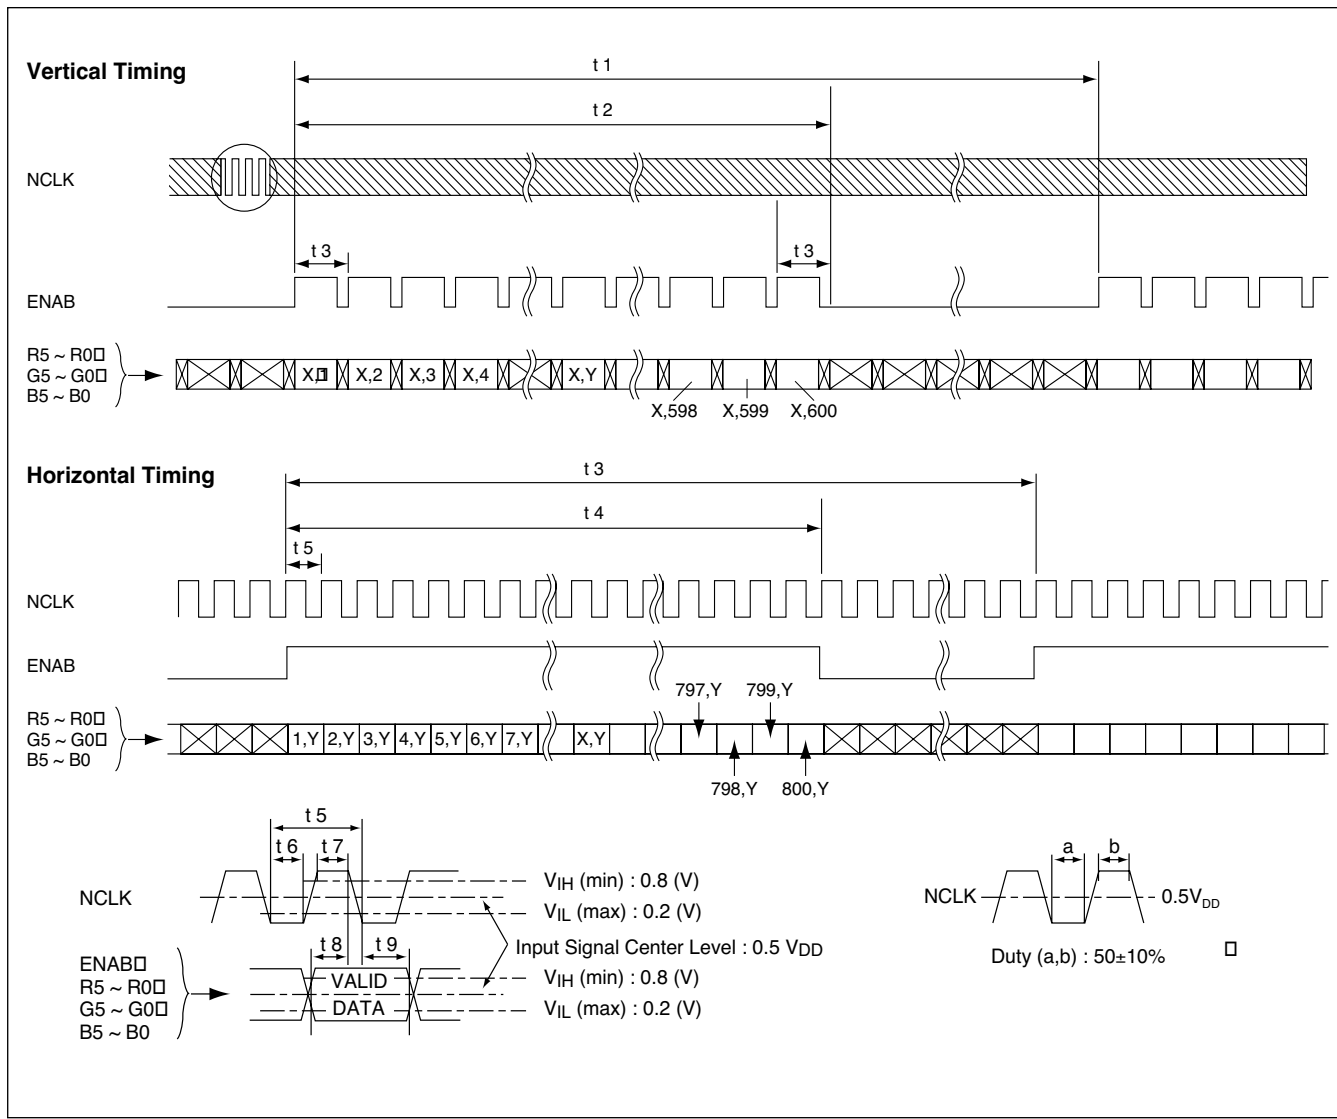 Vertical Timing
t 1
t 2
NCLK
t 3
t 3
ENAB
R5 ~ R0□
G5 ~ G0□
B5 ~ B0
X,1 X,2 X,3 X,4 X,Y
X,598 X,599 X,600
Horizontal Timing
t 3
t 4
t 5
NCLK
ENAB
797,Y 799,Y
R5 ~ R0□
G5 ~ G0□
B5 ~ B0
1,Y 2,Y 3,Y 4,Y 5,Y 6,Y 7,Y X,Y
798,Y 800,Y
t 5
t 6 t 7
NCLK
VIH (min) : 0.8 (V)
VIL (max) : 0.2 (V)
t 8 t 9
Input Signal Center Level : 0.5 VDD
ENAB□
R5 ~ R0□
G5 ~ G0□
B5 ~ B0
VALID
DATA
VIH (min) : 0.8 (V)
VIL (max) : 0.2 (V)
a b
NCLK
0.5VDD
Duty (a,b) : 50±10% □